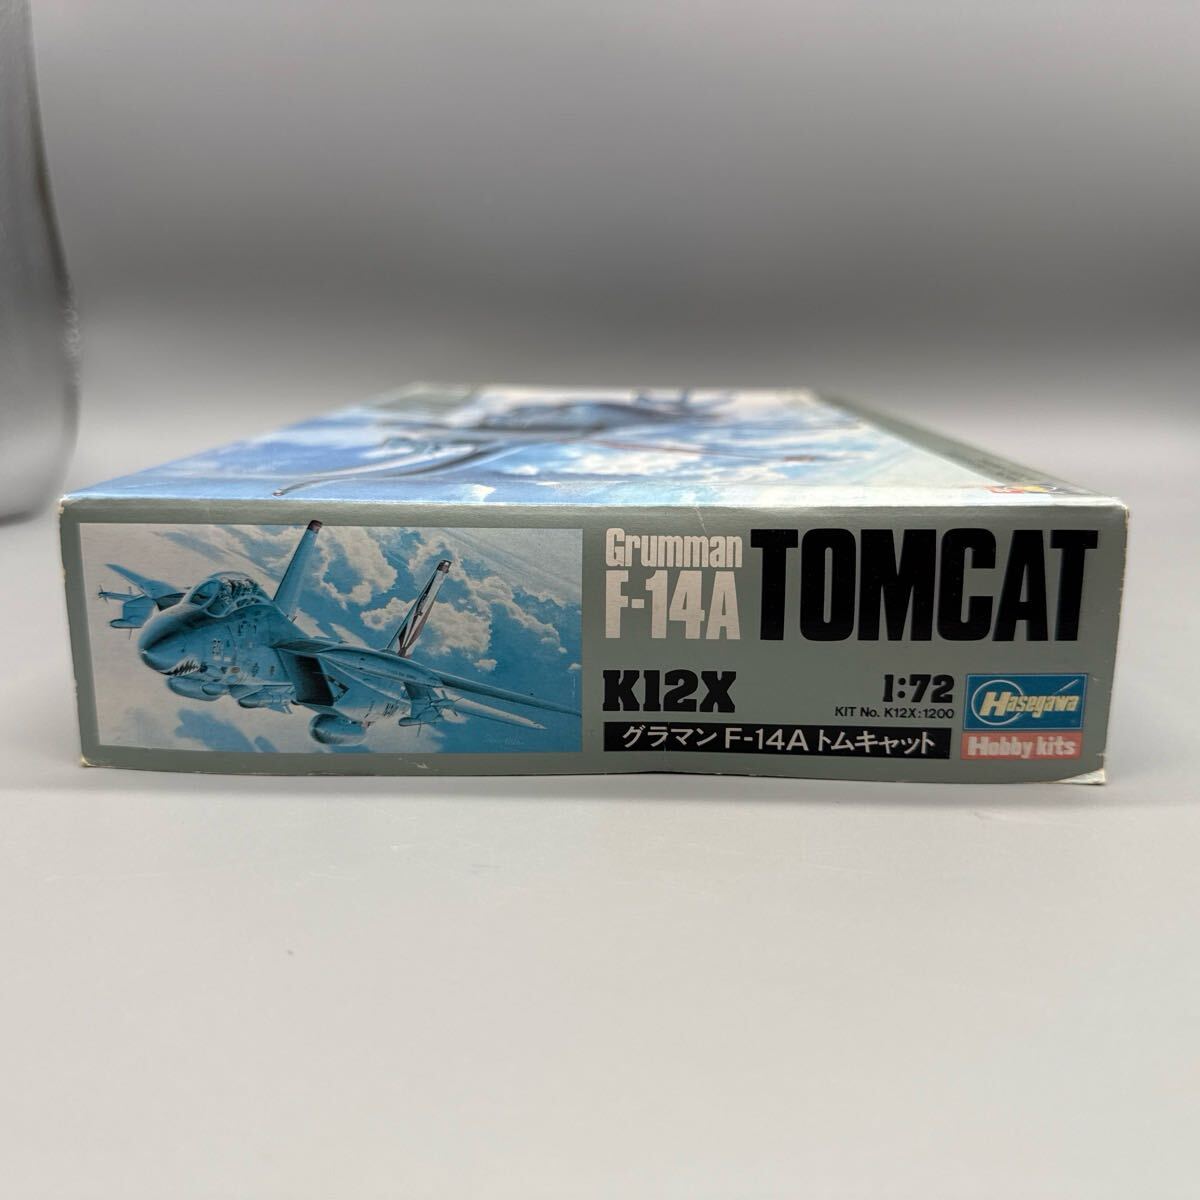 Grumman
F-14A TOMCAT
K12X
1:72
KIT No. K12X:1200
グラマン F-14A トムキャット
Hasegawa
Hobby kits